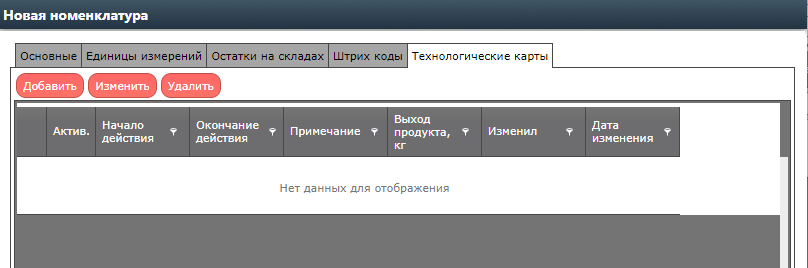 Новая номенклатура
Основные Единицы измерений Остатки на складах Штрих коды Технологические карты
Добавить Изменить Удалить
Актив. Начало действия Окончание действия Примечание Выход продукта, кг Изменил Дата изменения
Нет данных для отображения